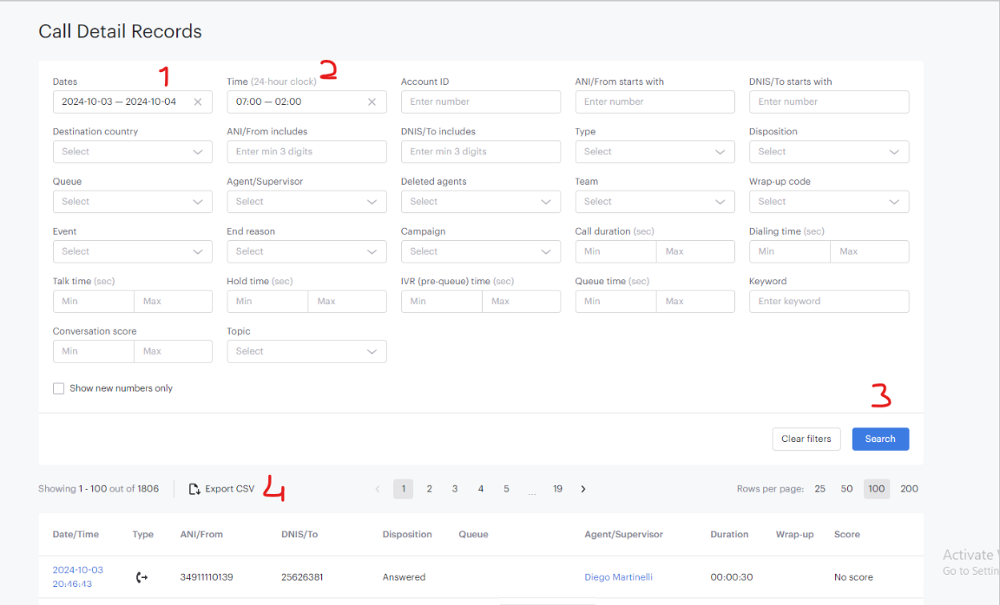 Call Detail Records
1
2
Dates
Time (24-hour clock)
Account ID
ANI/From starts with
DNIS/To starts with
2024-10-03 — 2024-10-04
07:00 — 02:00
Enter number
Enter number
Enter number
Destination country
ANI/From includes
DNIS/To includes
Type
Disposition
Select
Enter min 3 digits
Enter min 3 digits
Select
Select
Queue
Agent/Supervisor
Deleted agents
Team
Wrap-up code
Select
Select
Select
Select
Select
Event
End reason
Campaign
Call duration (sec)
Dialing time (sec)
Select
Select
Select
Min
Max
Min
Max
Talk time (sec)
Hold time (sec)
IVR (pre-queue) time (sec)
Queue time (sec)
Keyword
Min
Max
Min
Max
Min
Max
Min
Max
Enter keyword
Conversation score
Topic
Min
Max
Select
Show new numbers only
3
Clear filters
Search
Showing 1 - 100 out of 1806
Export CSV
4
1 2 3 4 5 ... 19
Rows per page: 25 50 100 200
Date/Time
Type
ANI/From
DNIS/To
Disposition
Queue
Agent/Supervisor
Duration
Wrap-up
Score
2024-10-03
20:46:43
34911110139
25626381
Answered
Diego Martinelli
00:00:30
No score
Activate
Go to Settin